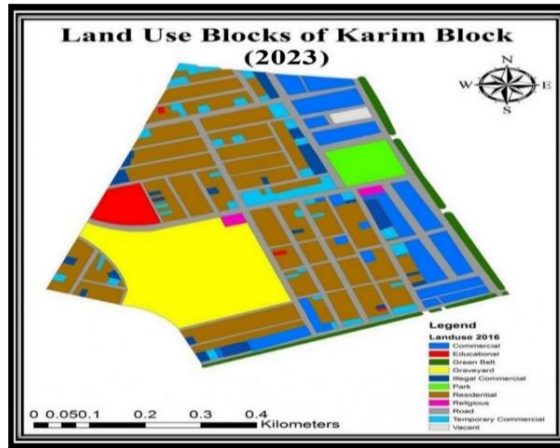 Land Use Blocks of Karim Block
(2023)
N
W E
S
Legend
Landuse 2016
Commercial
Educational
Green Belt
Graveyard
Illegal Commercial
Park
Residential
Religious
Road
Temporary Commercial
Vacant
0 0.050.1 0.2 0.3 0.4
Kilometers